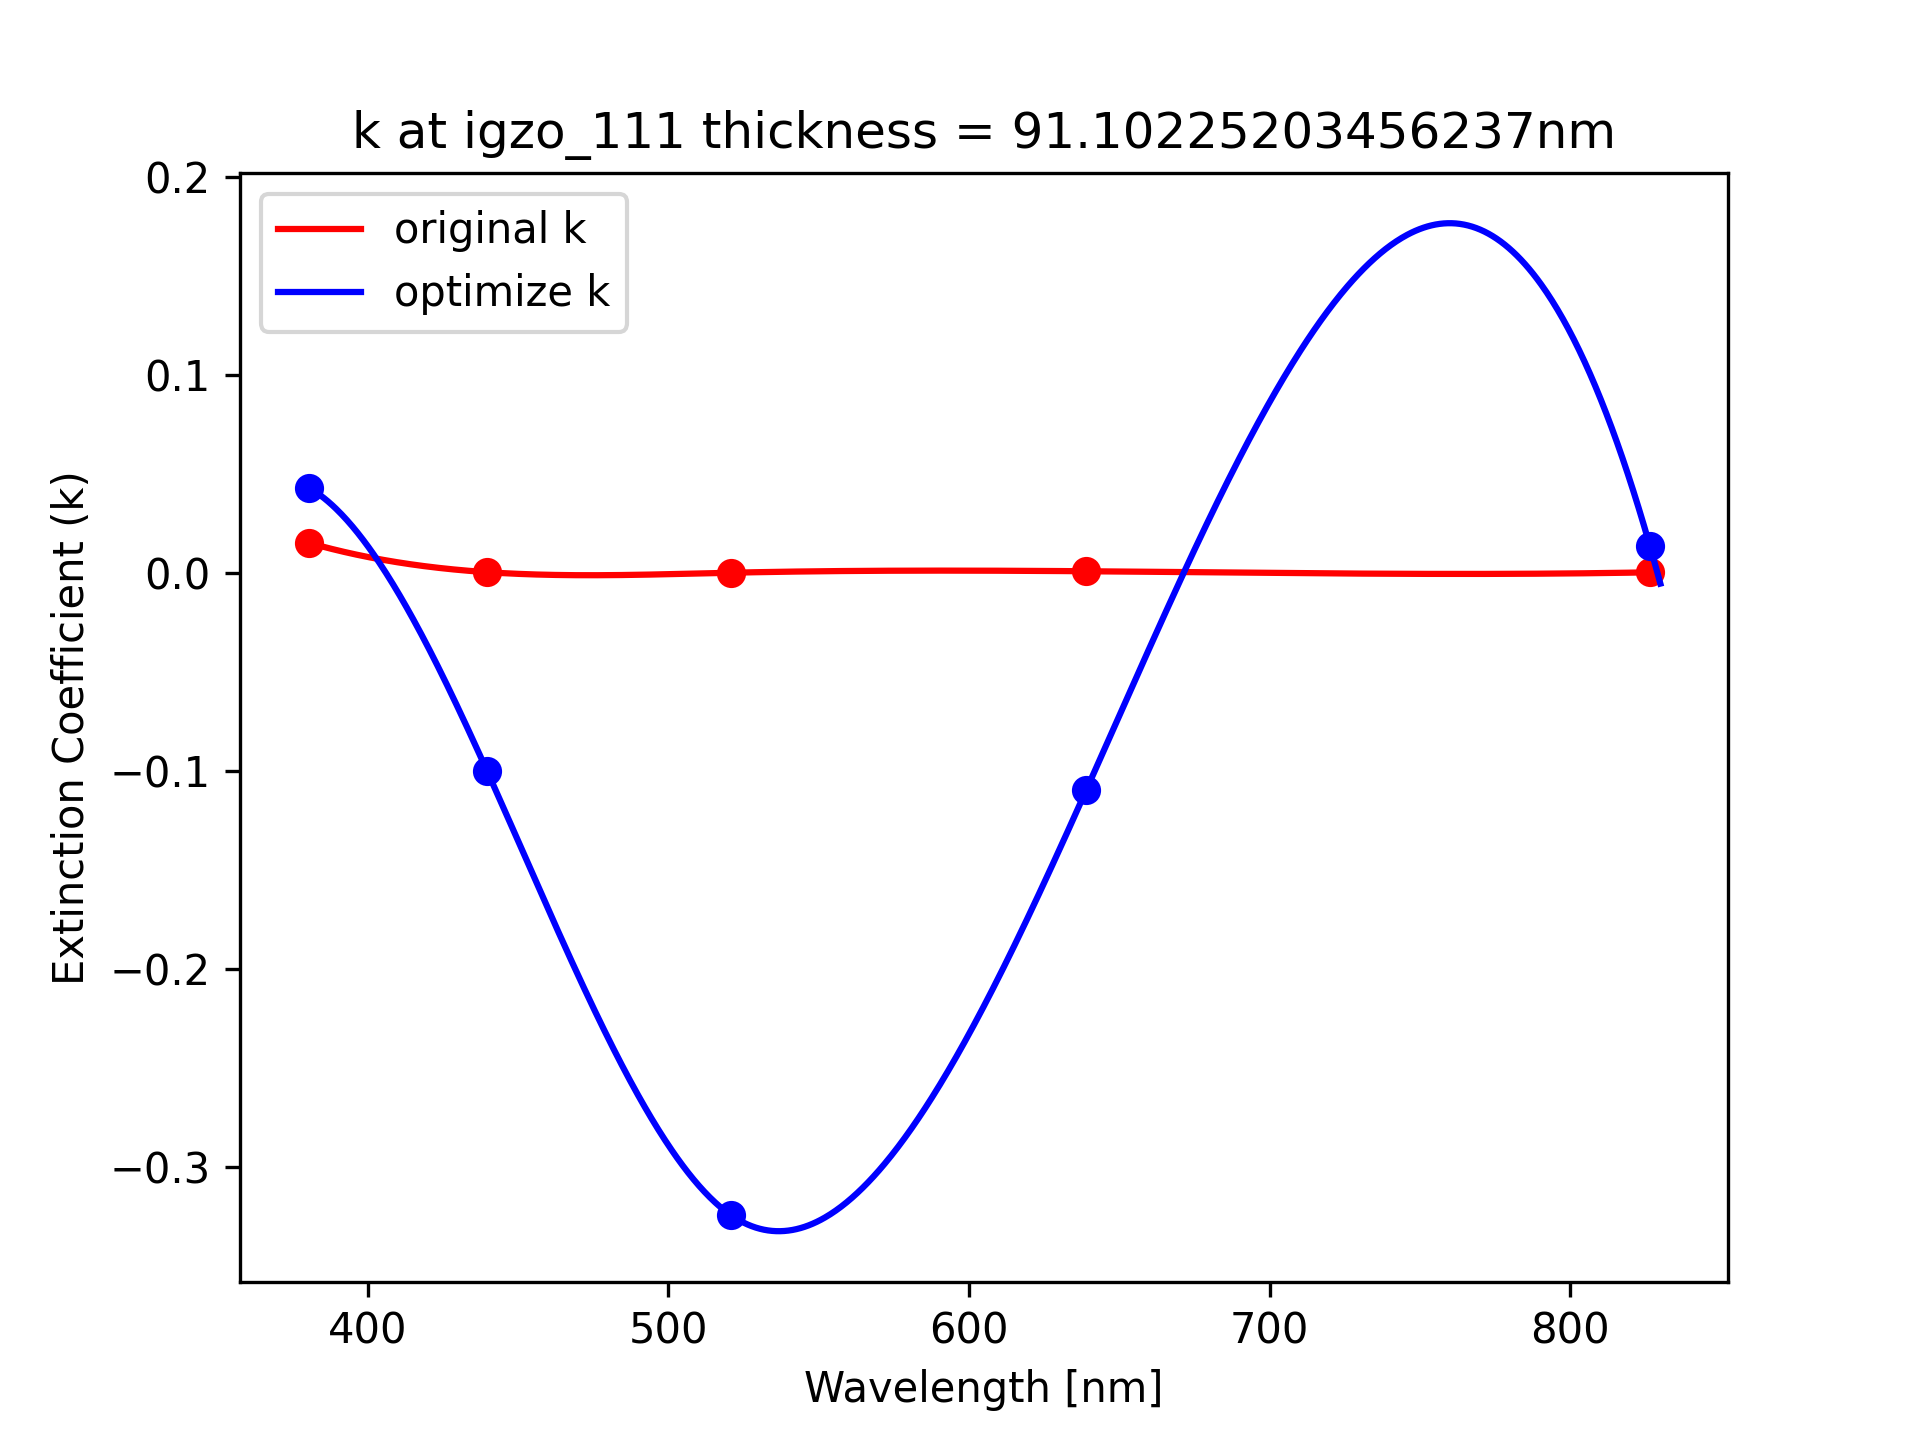 k at igzo_111 thickness = 91.10225203456237nm
original k
optimize k
0.2
0.1
0.0
−0.1
−0.2
−0.3
Extinction Coefficient (k)
400
500
600
700
800
Wavelength [nm]